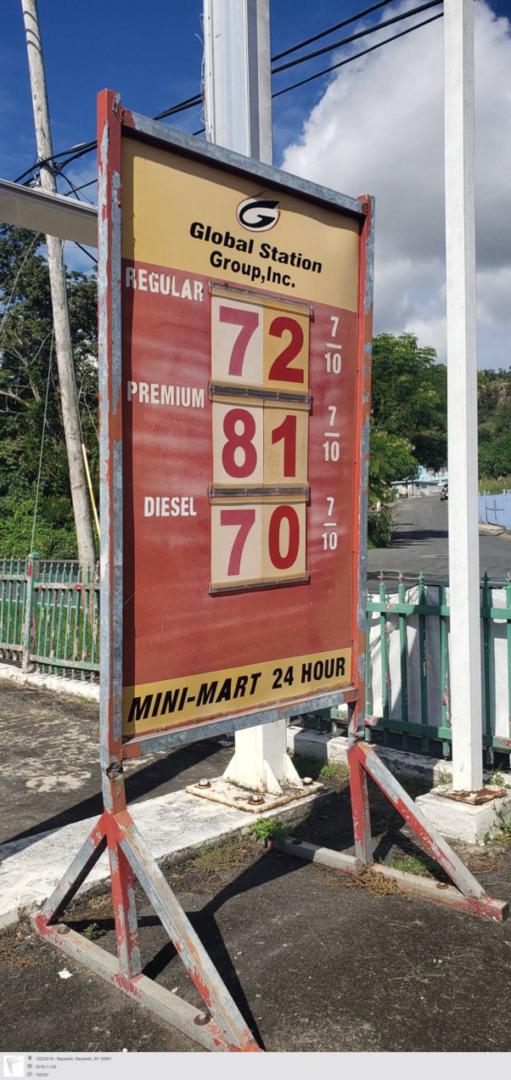 G
Global Station
Group,Inc.
REGULAR 72 7/10
PREMIUM 81 7/10
DIESEL 70 7/10
MINI-MART 24 HOUR